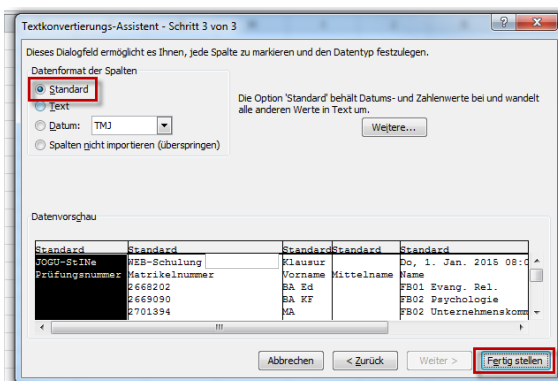 Textkonvertierungs-Assistent - Schritt 3 von 3
Dieses Dialogfeld ermöglicht es Ihnen, jede Spalte zu markieren und den Datentyp festzulegen.
Datenformat der Spalten
Standard
Text
Datum: TMJ
Spalten nicht importieren (überspringen)
Die Option 'Standard' behält Datums- und Zahlenwerte bei und wandelt
alle anderen Werte in Text um.
Weitere...
Datenvorschau
Standard Standard Standard Standard Standard
JOGU-StINe WEB-Schulung Klausur Do, 1. Jan. 2015 08:0
Prüfungsnummer Matrikelnummer Vorname Mittelname Name
2668202 BA Ed FB01 Evang. Rel.
2669090 BA KF FB02 Psychologie
2701394 MA FB02 Unternehmenskomm
Abbrechen < Zurück Weiter > Fertig stellen